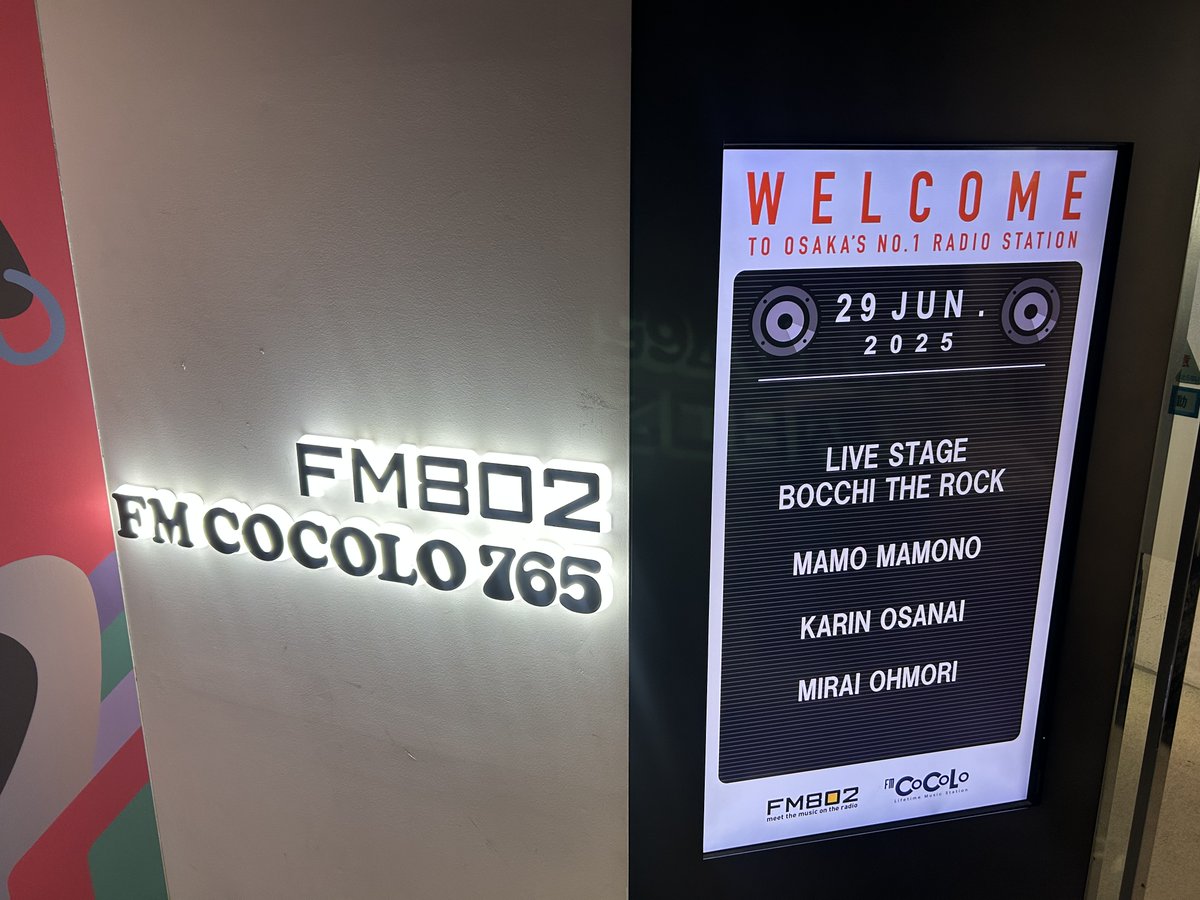 FM802
FM COCOLO 765
WELCOME
TO OSAKA'S NO.1 RADIO STATION
29 JUN.
2025
LIVE STAGE
BOCCHI THE ROCK
MAMO MAMONO
KARIN OSANAI
MIRAI OHMORI
FM802
meet the music on the radio
FM COCOLO
Lifetime Music Station
動